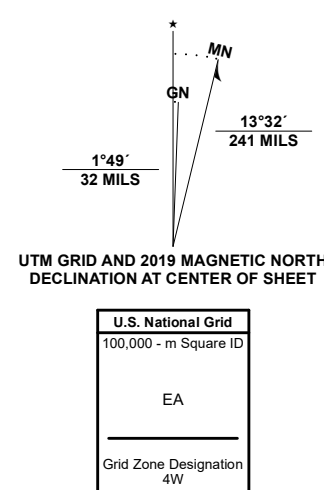 ★
MN
GN
1°49´
32 MILS
13°32´
241 MILS
UTM GRID AND 2019 MAGNETIC NORTH
DECLINATION AT CENTER OF SHEET
U.S. National Grid
100,000 - m Square ID
EA
Grid Zone Designation
4W